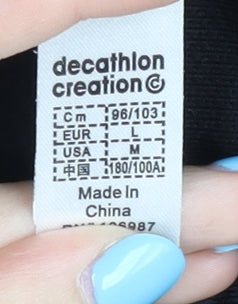 decathlon
creation
Cm 96/103
EUR L
USA M
中国 180/100A
Made In
China